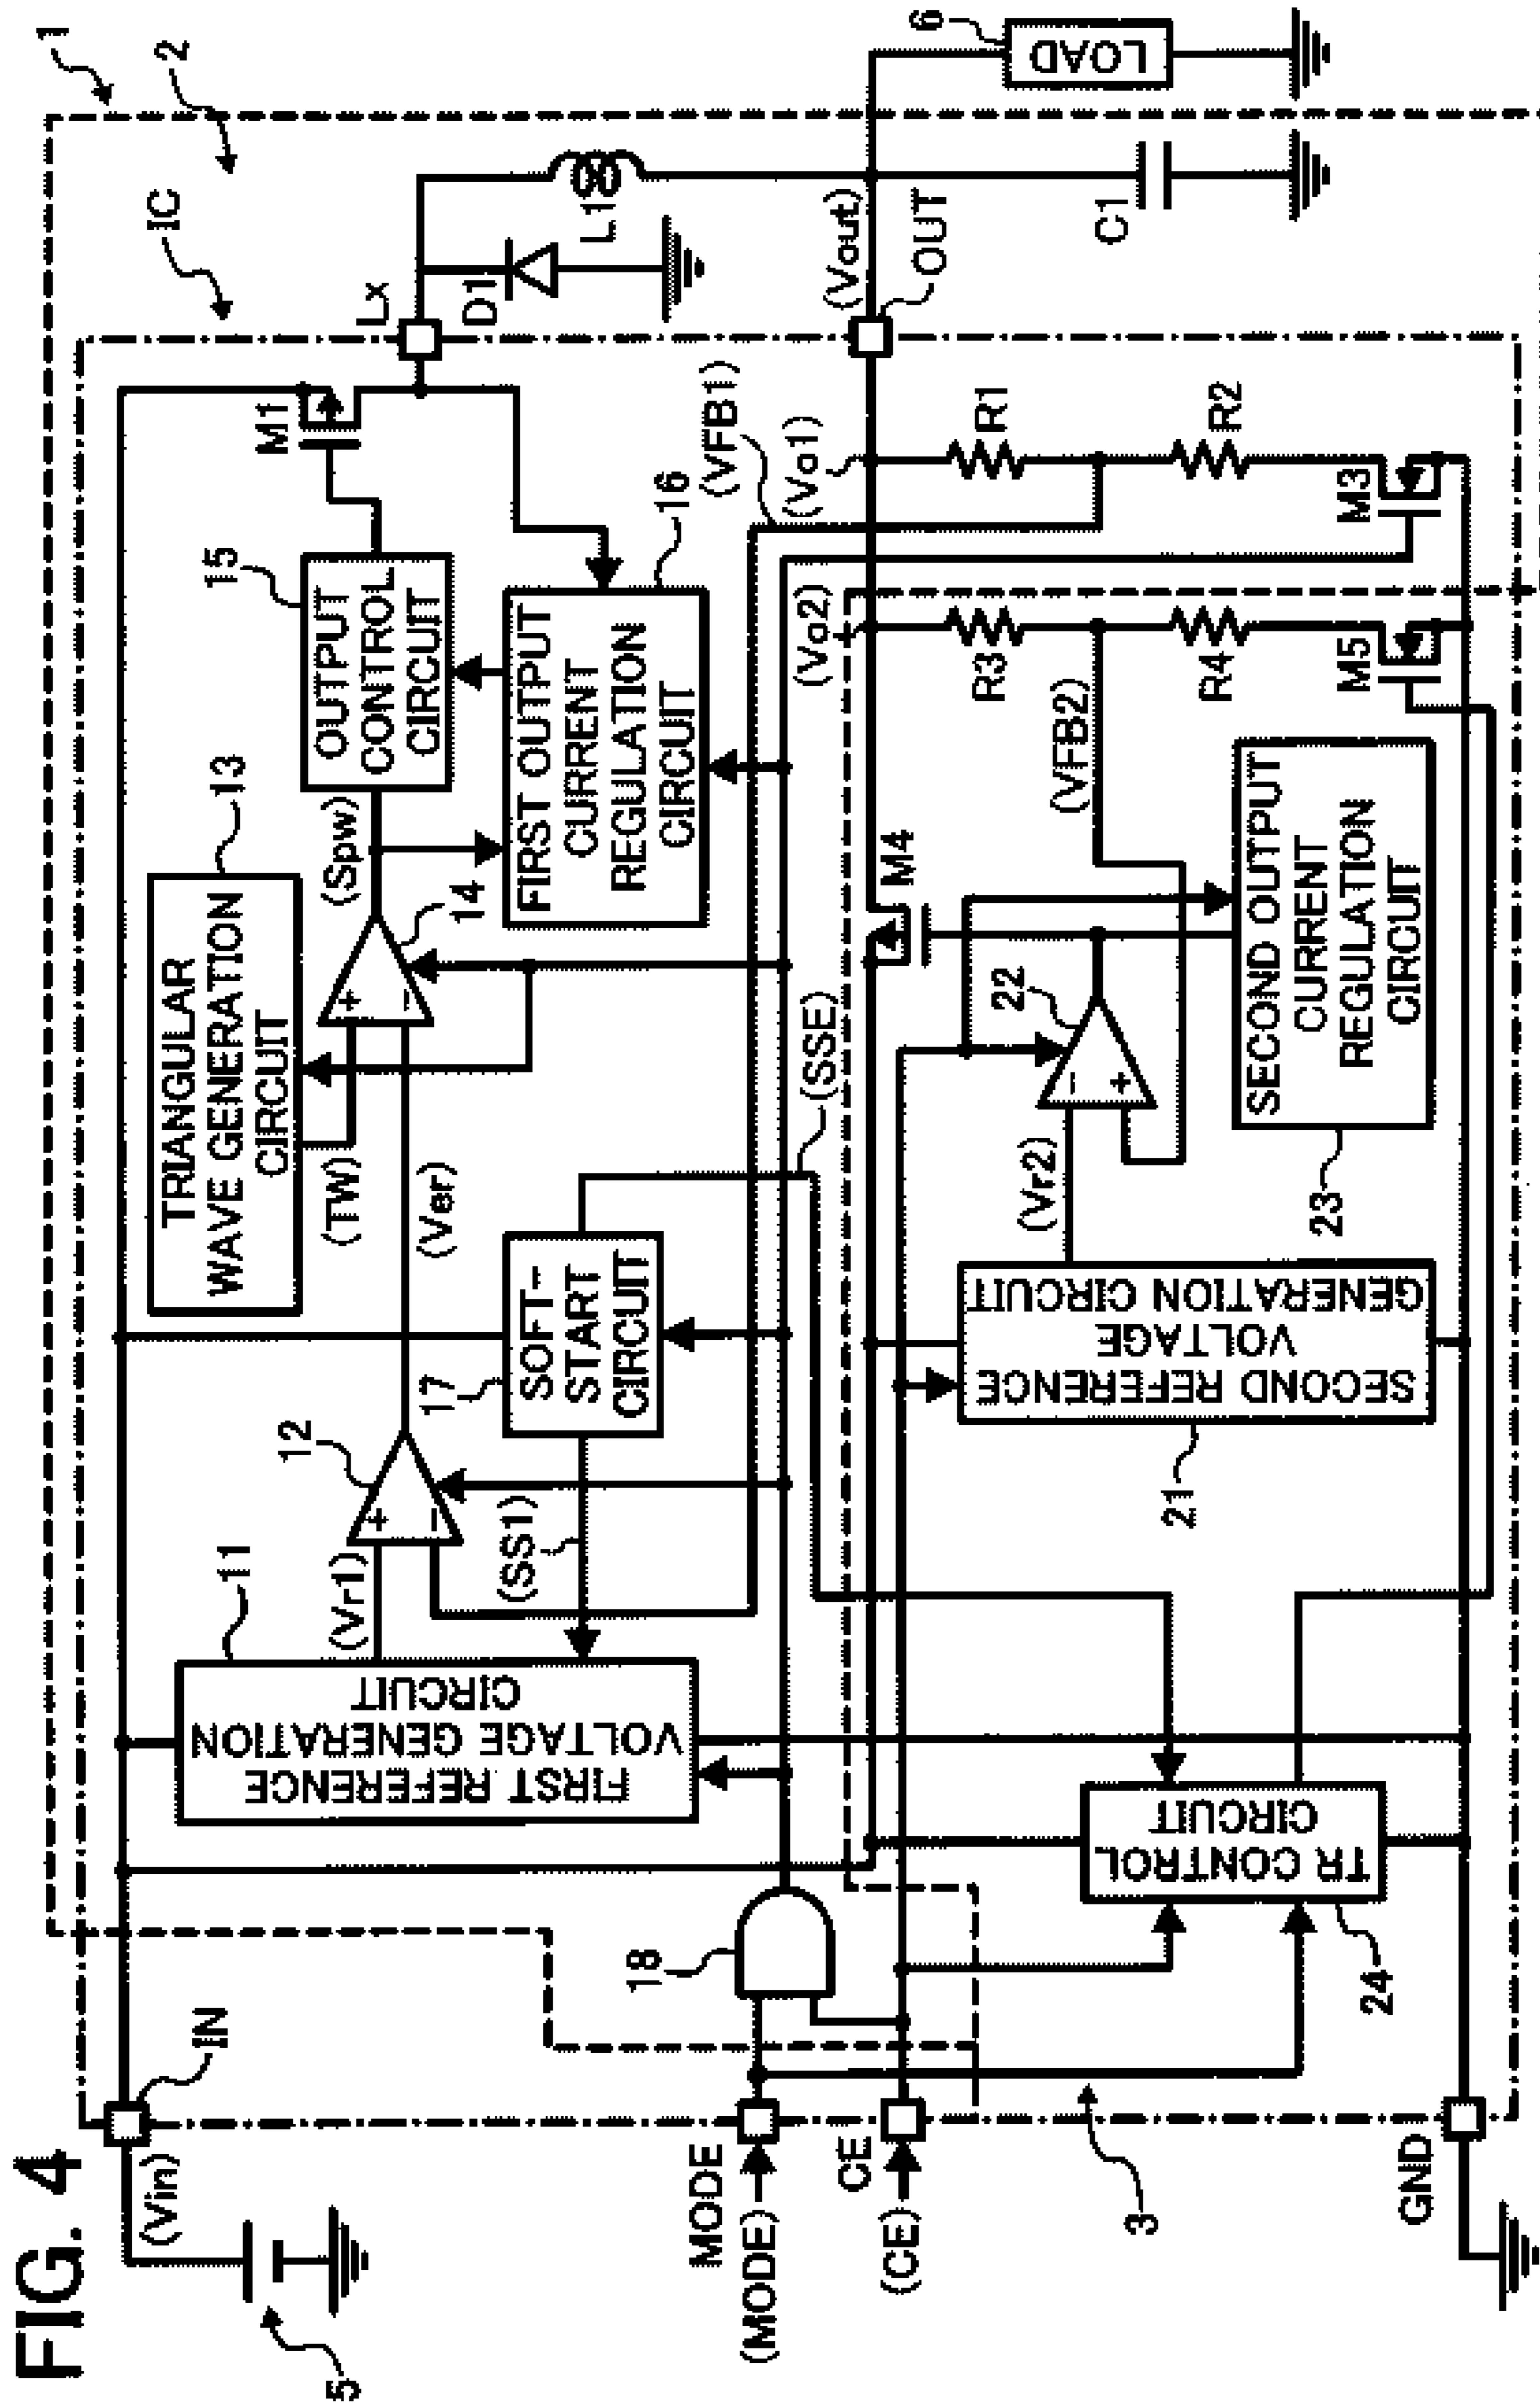 FIG. 4
1
2
IC
13
TRIANGULAR
WAVE GENERATION
CIRCUIT
(TW)
15
OUTPUT
CONTROL
CIRCUIT
M1
Lx
D1
L1
IN
(Vin)
5
11
FIRST REFERENCE
VOLTAGE GENERATION
CIRCUIT
(Vr1)
12
+
−
(Ver)
+
−
14
(Spw)
FIRST OUTPUT
CURRENT
REGULATION
CIRCUIT
16
(SS1)
17
SOFT-
START
CIRCUIT
(SSE)
(VFB1)
(Vo1)
(Vo2)
(Vout)
OUT
6
LOAD
C1
18
MODE
(MODE)
CE
(CE)
3
GND
24
TR CONTROL
CIRCUIT
21
SECOND REFERENCE
VOLTAGE
GENERATION CIRCUIT
(Vr2)
22
−
+
M4
(VFB2)
23
SECOND OUTPUT
CURRENT
REGULATION
CIRCUIT
R3
R4
M5
R1
R2
M3